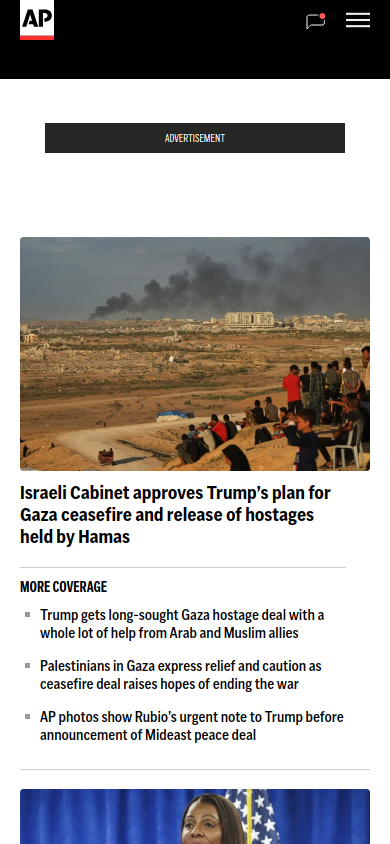 AP
ADVERTISEMENT
Israeli Cabinet approves Trump’s plan for
Gaza ceasefire and release of hostages
held by Hamas
MORE COVERAGE
Trump gets long-sought Gaza hostage deal with a
whole lot of help from Arab and Muslim allies
Palestinians in Gaza express relief and caution as
ceasefire deal raises hopes of ending the war
AP photos show Rubio’s urgent note to Trump before
announcement of Mideast peace deal